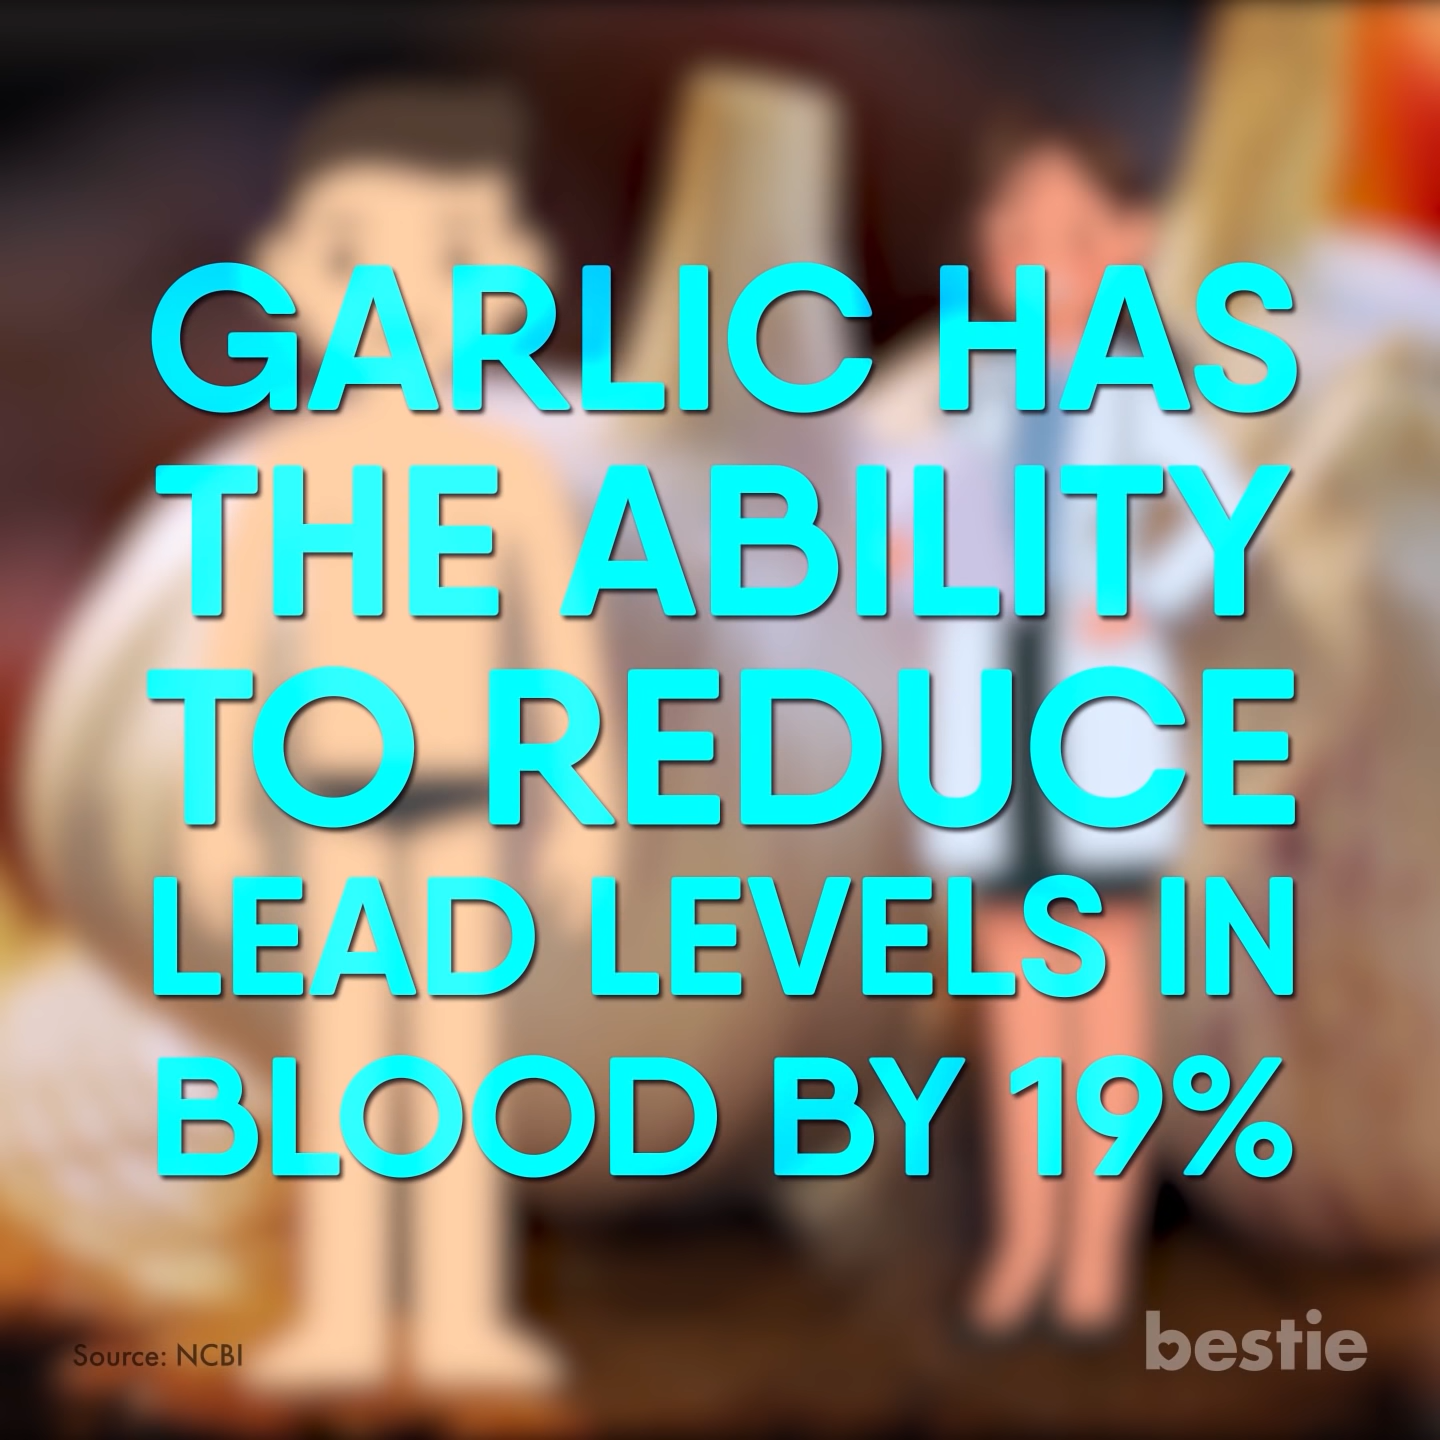 GARLIC HAS
THE ABILITY
TO REDUCE
LEAD LEVELS IN
BLOOD BY 19%
Source: NCBI
bestie